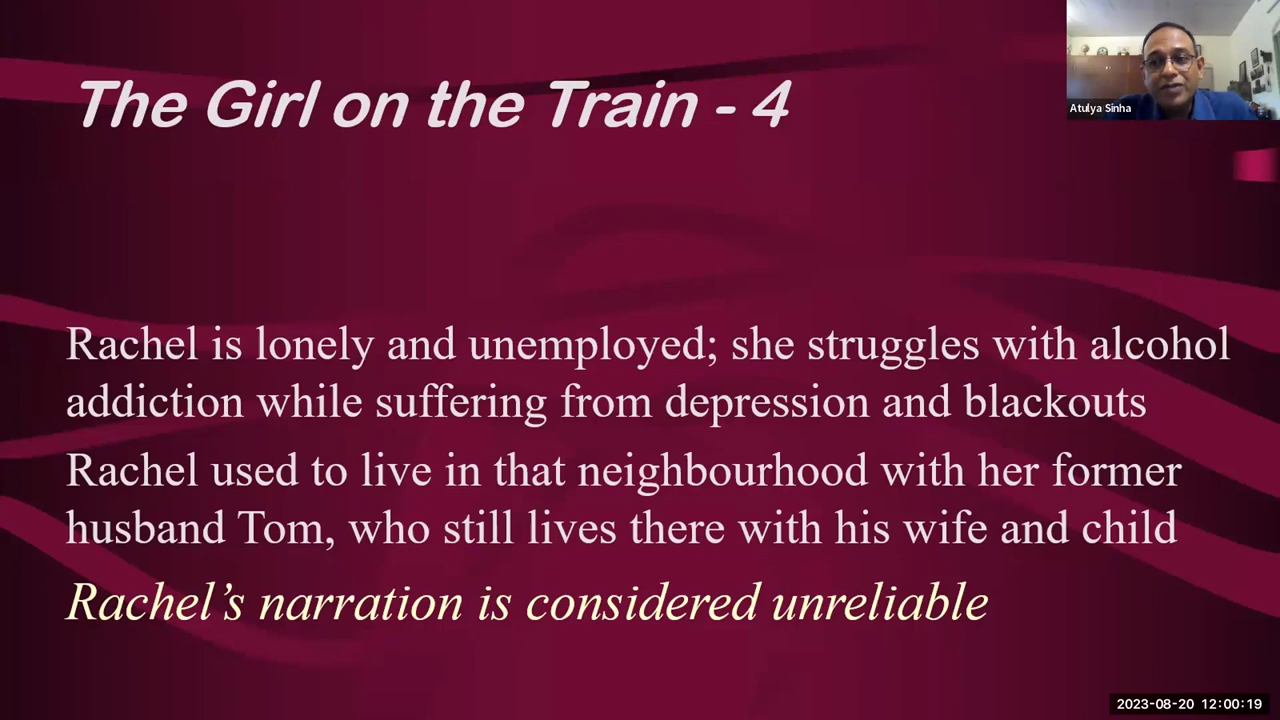 The Girl on the Train - 4
Atulya Sinha
Rachel is lonely and unemployed; she struggles with alcohol
addiction while suffering from depression and blackouts
Rachel used to live in that neighbourhood with her former
husband Tom, who still lives there with his wife and child
Rachel’s narration is considered unreliable
2023-08-20 12:00:19